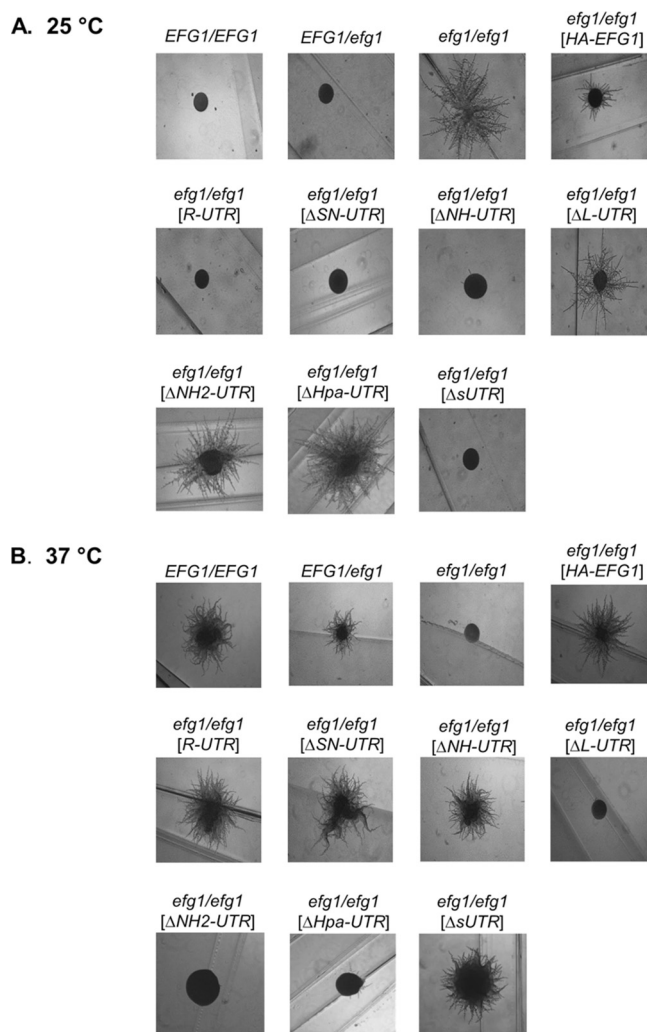 A. 25 °C
EFG1/EFG1 EFG1/efg1 efg1/efg1 efg1/efg1
[HA-EFG1]
efg1/efg1 efg1/efg1 efg1/efg1 efg1/efg1
[R-UTR] [ΔSN-UTR] [ΔNH-UTR] [ΔL-UTR]
efg1/efg1 efg1/efg1 efg1/efg1
[ΔNH2-UTR] [ΔHpa-UTR] [ΔsUTR]
B. 37 °C
EFG1/EFG1 EFG1/efg1 efg1/efg1 efg1/efg1
[HA-EFG1]
efg1/efg1 efg1/efg1 efg1/efg1 efg1/efg1
[R-UTR] [ΔSN-UTR] [ΔNH-UTR] [ΔL-UTR]
efg1/efg1 efg1/efg1 efg1/efg1
[ΔNH2-UTR] [ΔHpa-UTR] [ΔsUTR]